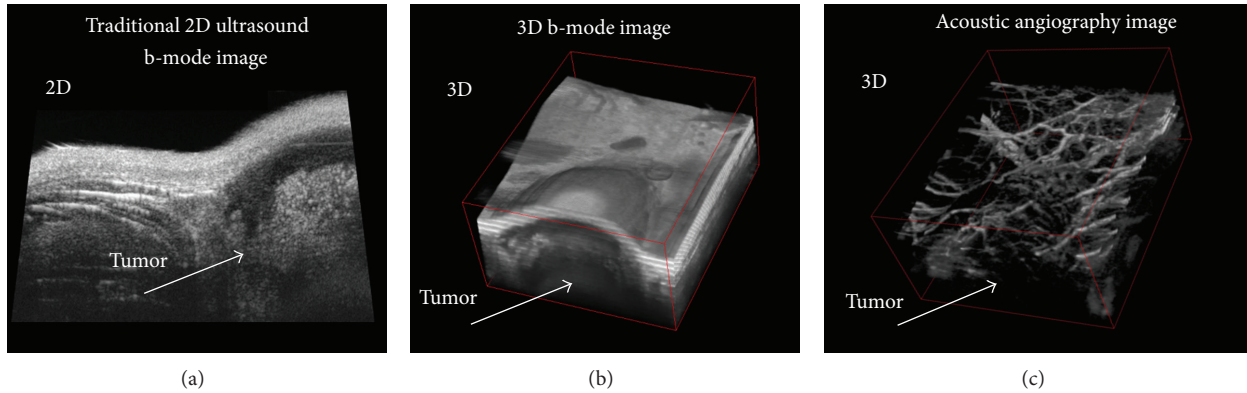 Traditional 2D ultrasound
b-mode image
2D
Tumor
(a)
3D b-mode image
3D
Tumor
(b)
Acoustic angiography image
3D
Tumor
(c)